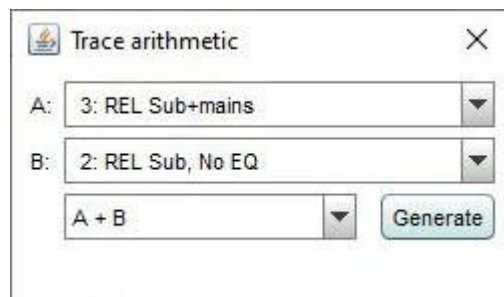 Trace arithmetic
A: 3: REL Sub+mains
B: 2: REL Sub, No EQ
A + B Generate